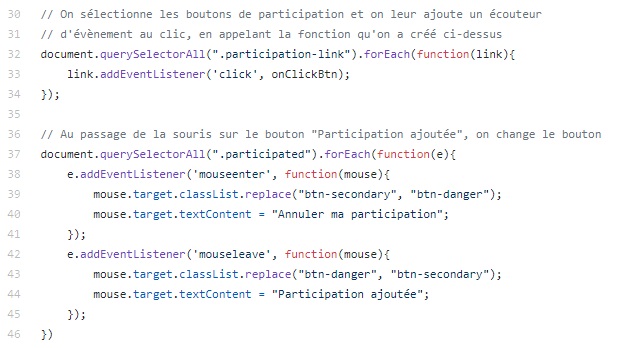 30 // On sélectionne les boutons de participation et on leur ajoute un écouteur
31 // d'évènement au clic, en appelant la fonction qu'on a créé ci-dessus
32 document.querySelectorAll(".participation-link").forEach(function(link){
33     link.addEventListener('click', onClickBtn);
34 });
35
36 // Au passage de la souris sur le bouton "Participation ajoutée", on change le bouton
37 document.querySelectorAll(".participated").forEach(function(e){
38     e.addEventListener('mouseenter', function(mouse){
39         mouse.target.classList.replace("btn-secondary", "btn-danger");
40         mouse.target.textContent = "Annuler ma participation";
41     });
42     e.addEventListener('mouseleave', function(mouse){
43         mouse.target.classList.replace("btn-danger", "btn-secondary");
44         mouse.target.textContent = "Participation ajoutée";
45     });
46 })